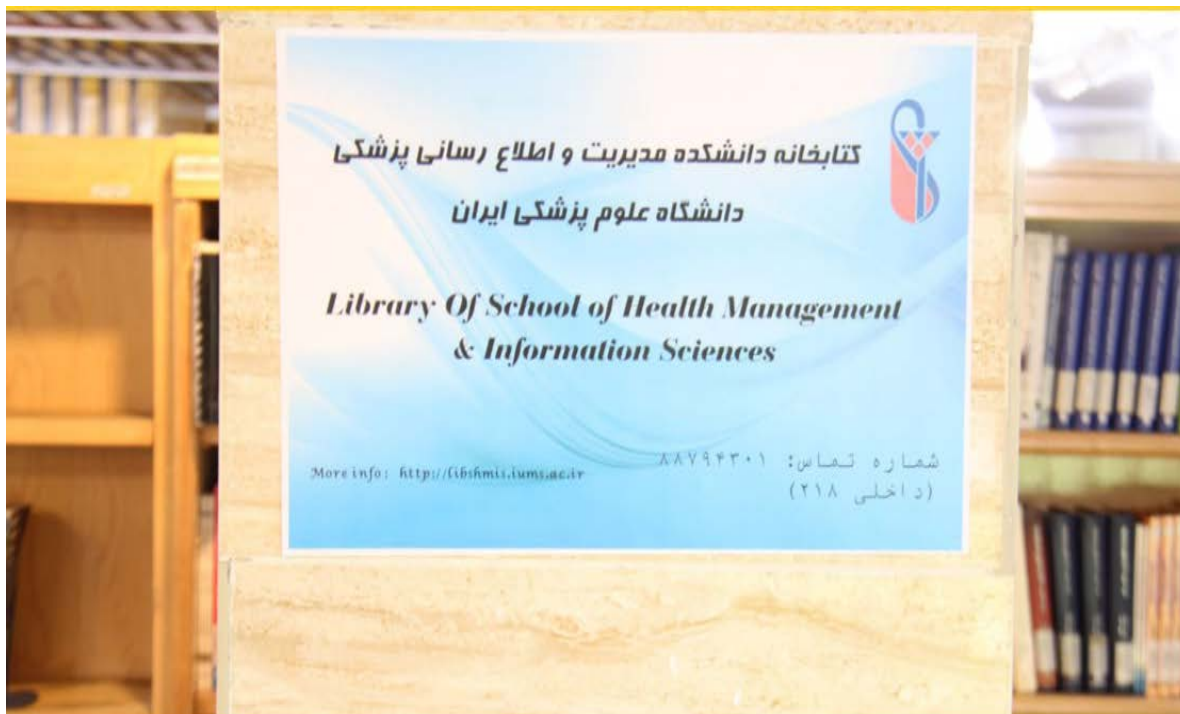 کتابخانه دانشکده مدیریت و اطلاع رسانی پزشکی
دانشگاه علوم پزشکی ایران
Library Of School of Health Management
& Information Sciences
More info: http://libshmis.iums.ac.ir
شماره تماس: ۸۸۷۹۴۳۰۱
(داخلی ۲۱۸)